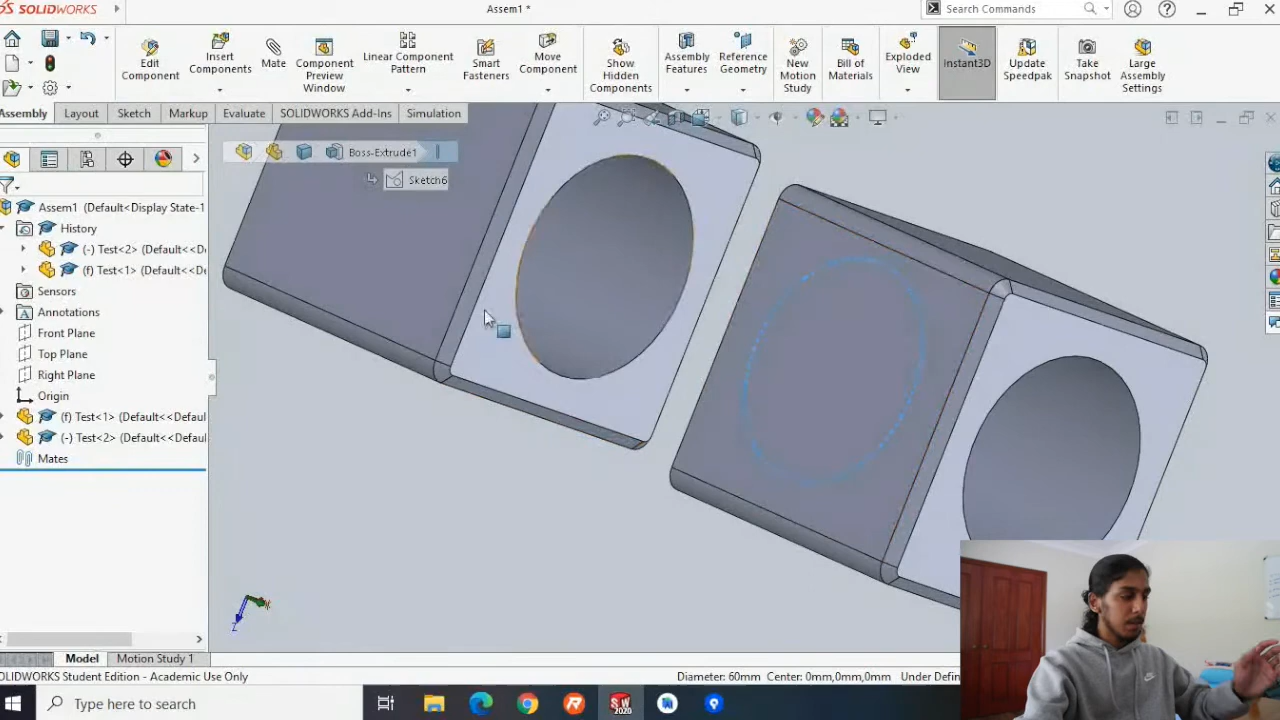 SOLIDWORKS
Assem1 *
Search Commands
Edit Component
Insert Components
Mate
Component Preview Window
Linear Component Pattern
Smart Fasteners
Move Component
Show Hidden Components
Assembly Features
Reference Geometry
New Motion Study
Bill of Materials
Exploded View
Instant3D
Update Speedpak
Take Snapshot
Large Assembly Settings
Assembly
Layout
Sketch
Markup
Evaluate
SOLIDWORKS Add-Ins
Simulation
Boss-Extrude1
Sketch6
Assem1 (Default<Display State-1
History
(-) Test<2> (Default<<De
(f) Test<1> (Default<<De
Sensors
Annotations
Front Plane
Top Plane
Right Plane
Origin
(f) Test<1> (Default<<Defau
(-) Test<2> (Default<<Defau
Mates
Z
Model
Motion Study 1
SOLIDWORKS Student Edition - Academic Use Only
Diameter: 60mm Center: 0mm,0mm,0mm
Under Defin
Type here to search
SW
2020